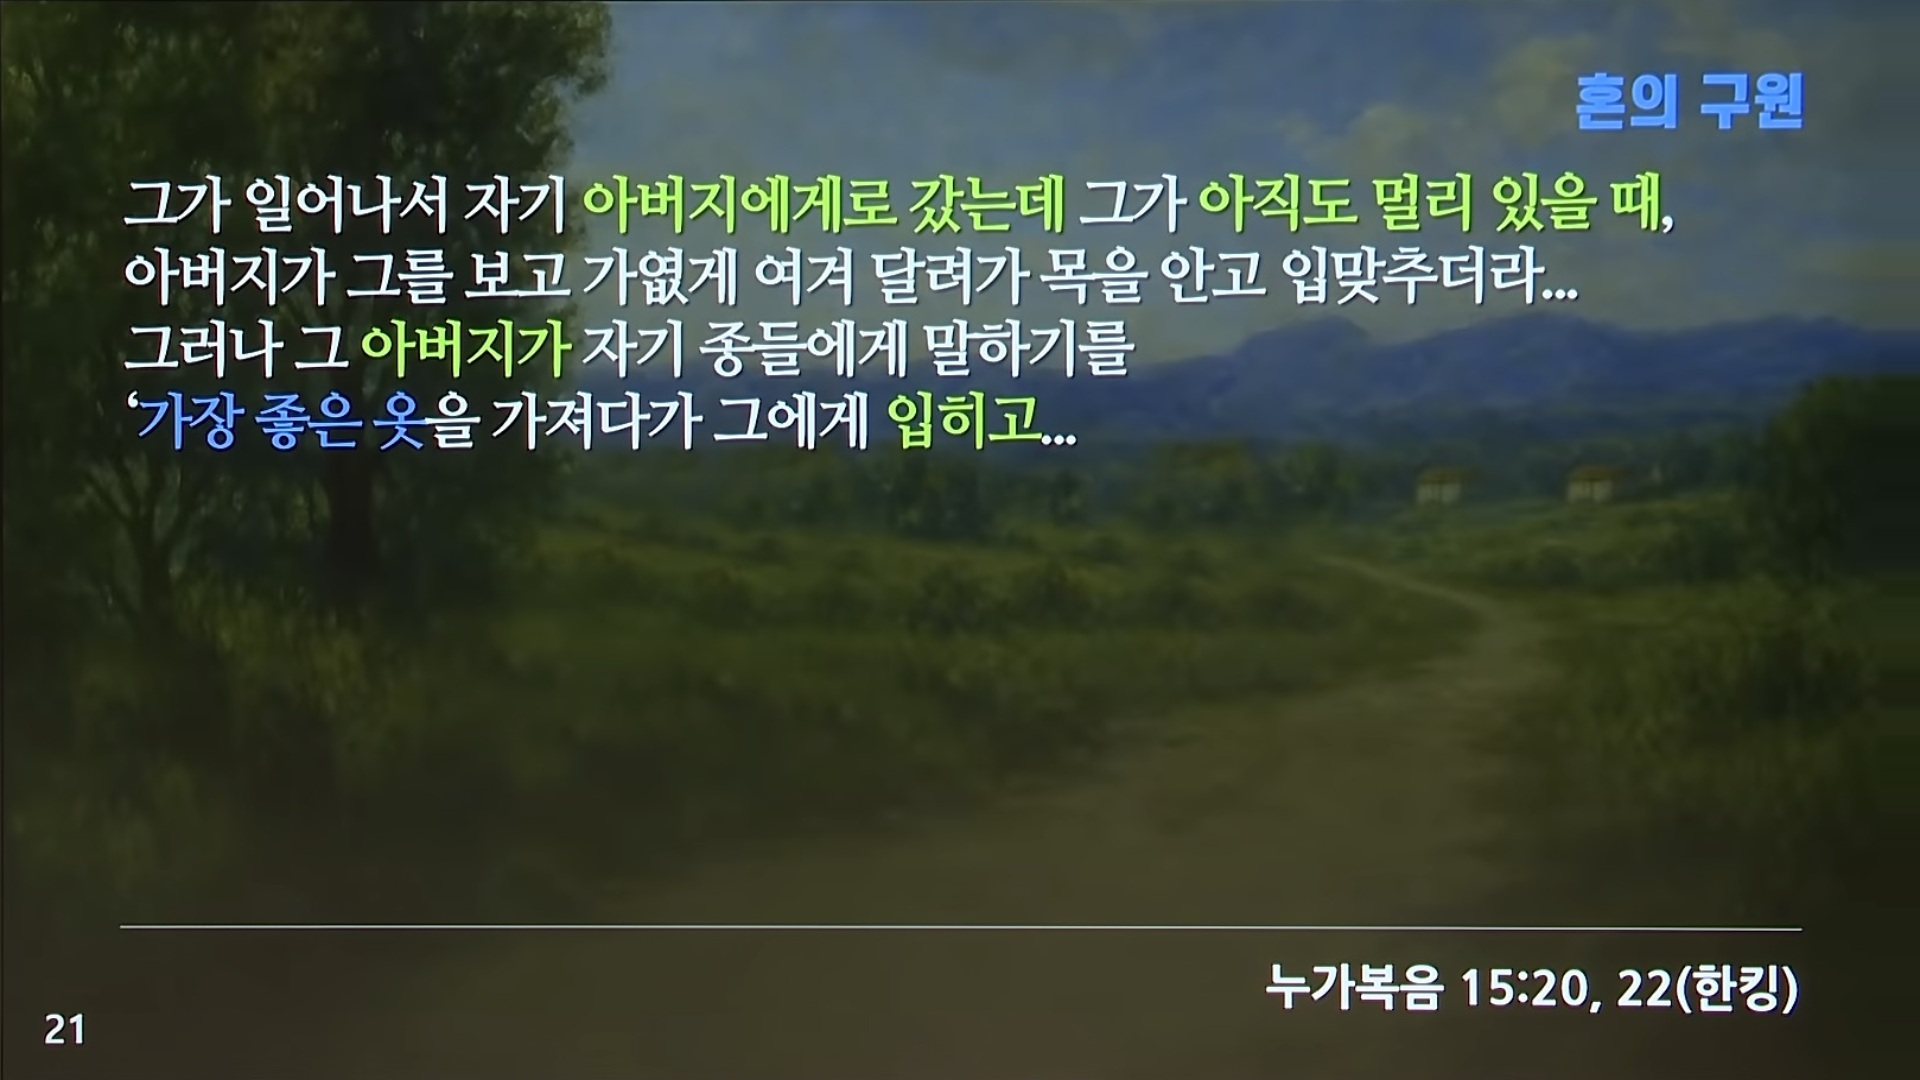 혼의 구원
그가 일어나서 자기 아버지에게로 갔는데 그가 아직도 멀리 있을 때,
아버지가 그를 보고 가엾게 여겨 달려가 목을 안고 입맞추더라...
그러나 그 아버지가 자기 종들에게 말하기를
‘가장 좋은 옷을 가져다가 그에게 입히고...
누가복음 15:20, 22(한킹)
21